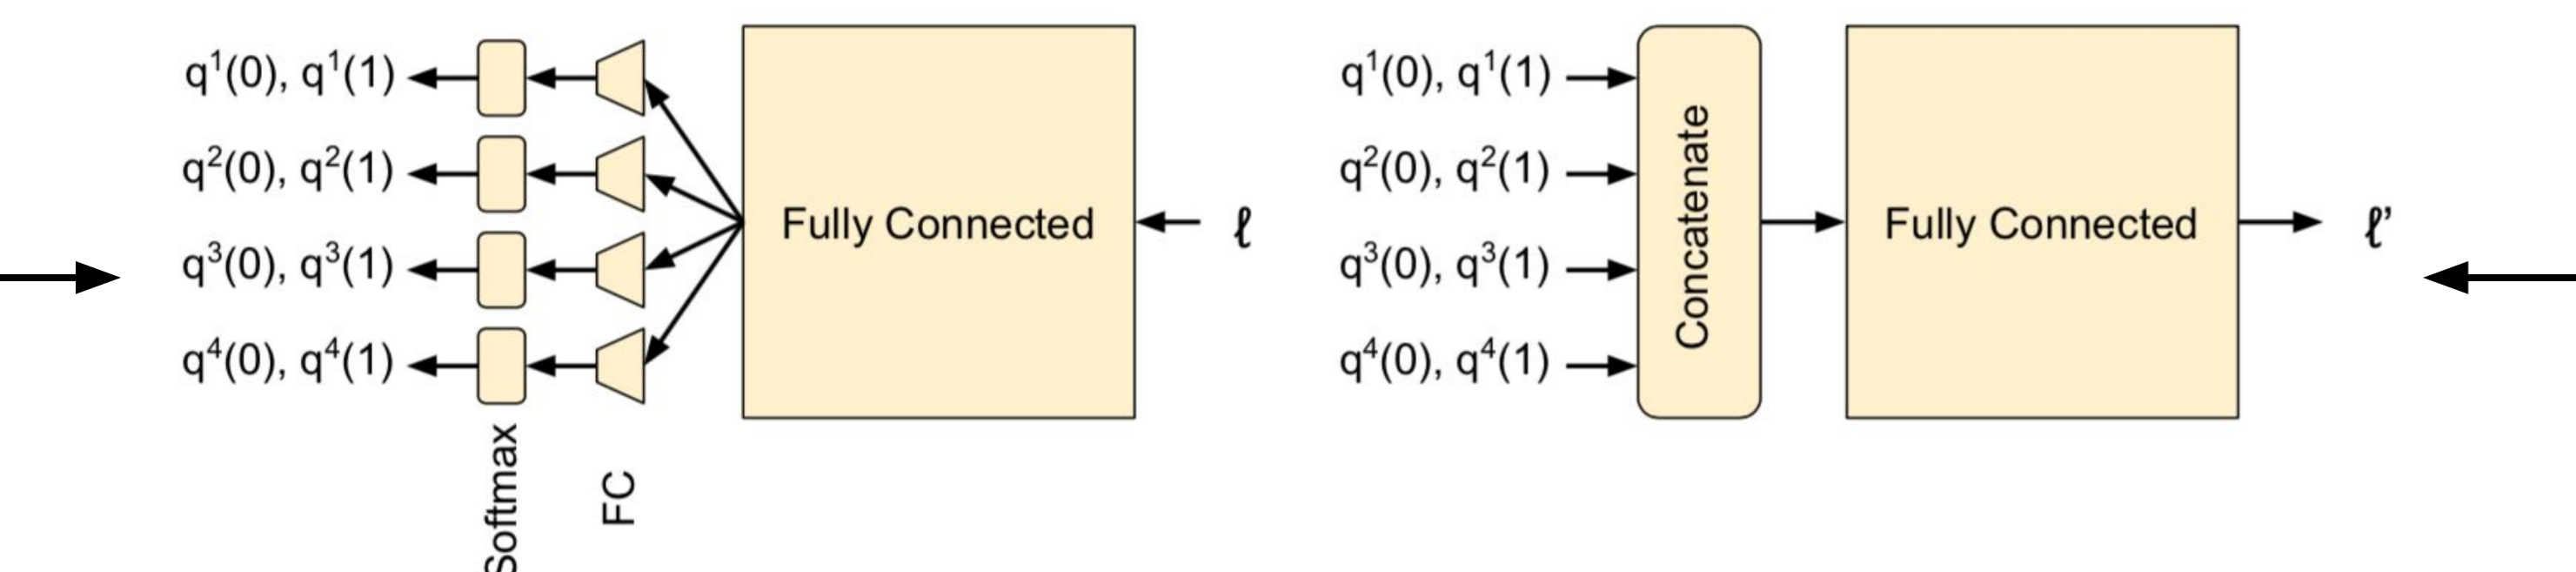 q¹(0), q¹(1)
q²(0), q²(1)
q³(0), q³(1)
q⁴(0), q⁴(1)
Softmax
FC
Fully Connected
ℓ
q¹(0), q¹(1)
q²(0), q²(1)
q³(0), q³(1)
q⁴(0), q⁴(1)
Concatenate
Fully Connected
ℓ’